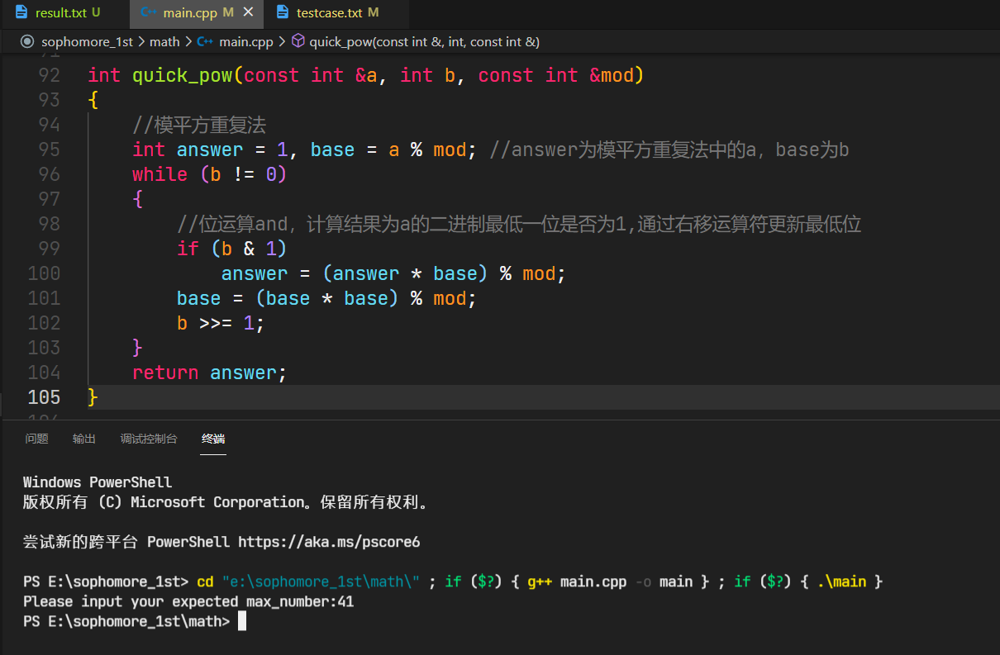 result.txt U
main.cpp M
testcase.txt M
sophomore_1st > math > main.cpp > quick_pow(const int &, int, const int &)
92 int quick_pow(const int &a, int b, const int &mod)
93 {
94 //模平方重复法
95 int answer = 1, base = a % mod; //answer为模平方重复法中的a, base为b
96 while (b != 0)
97 {
98 //位运算and, 计算结果为a的二进制最低一位是否为1,通过右移运算符更新最低位
99 if (b & 1)
100 answer = (answer * base) % mod;
101 base = (base * base) % mod;
102 b >>= 1;
103 }
104 return answer;
105 }
问题 输出 调试控制台 终端
Windows PowerShell
版权所有 (C) Microsoft Corporation。保留所有权利。
尝试新的跨平台 PowerShell https://aka.ms/pscore6
PS E:\sophomore_1st> cd "e:\sophomore_1st\math\" ; if ($?) { g++ main.cpp -o main } ; if ($?) { .\main }
Please input your expected max_number:41
PS E:\sophomore_1st\math>